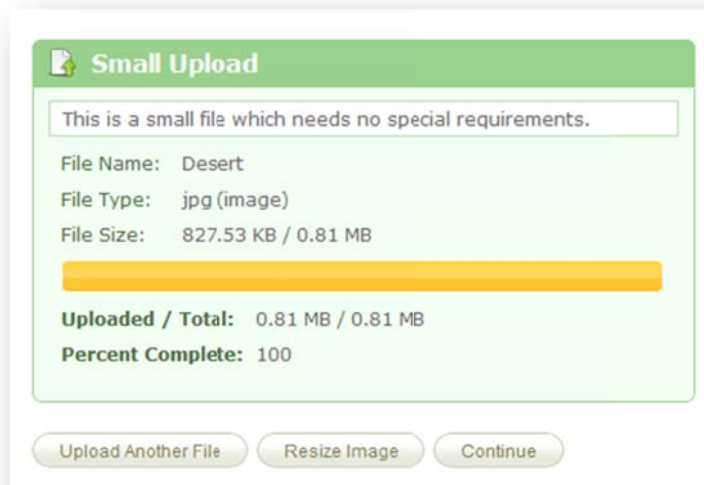 Small Upload
This is a small file which needs no special requirements.
File Name: Desert
File Type: jpg (image)
File Size: 827.53 KB / 0.81 MB
Uploaded / Total: 0.81 MB / 0.81 MB
Percent Complete: 100
Upload Another File Resize Image Continue